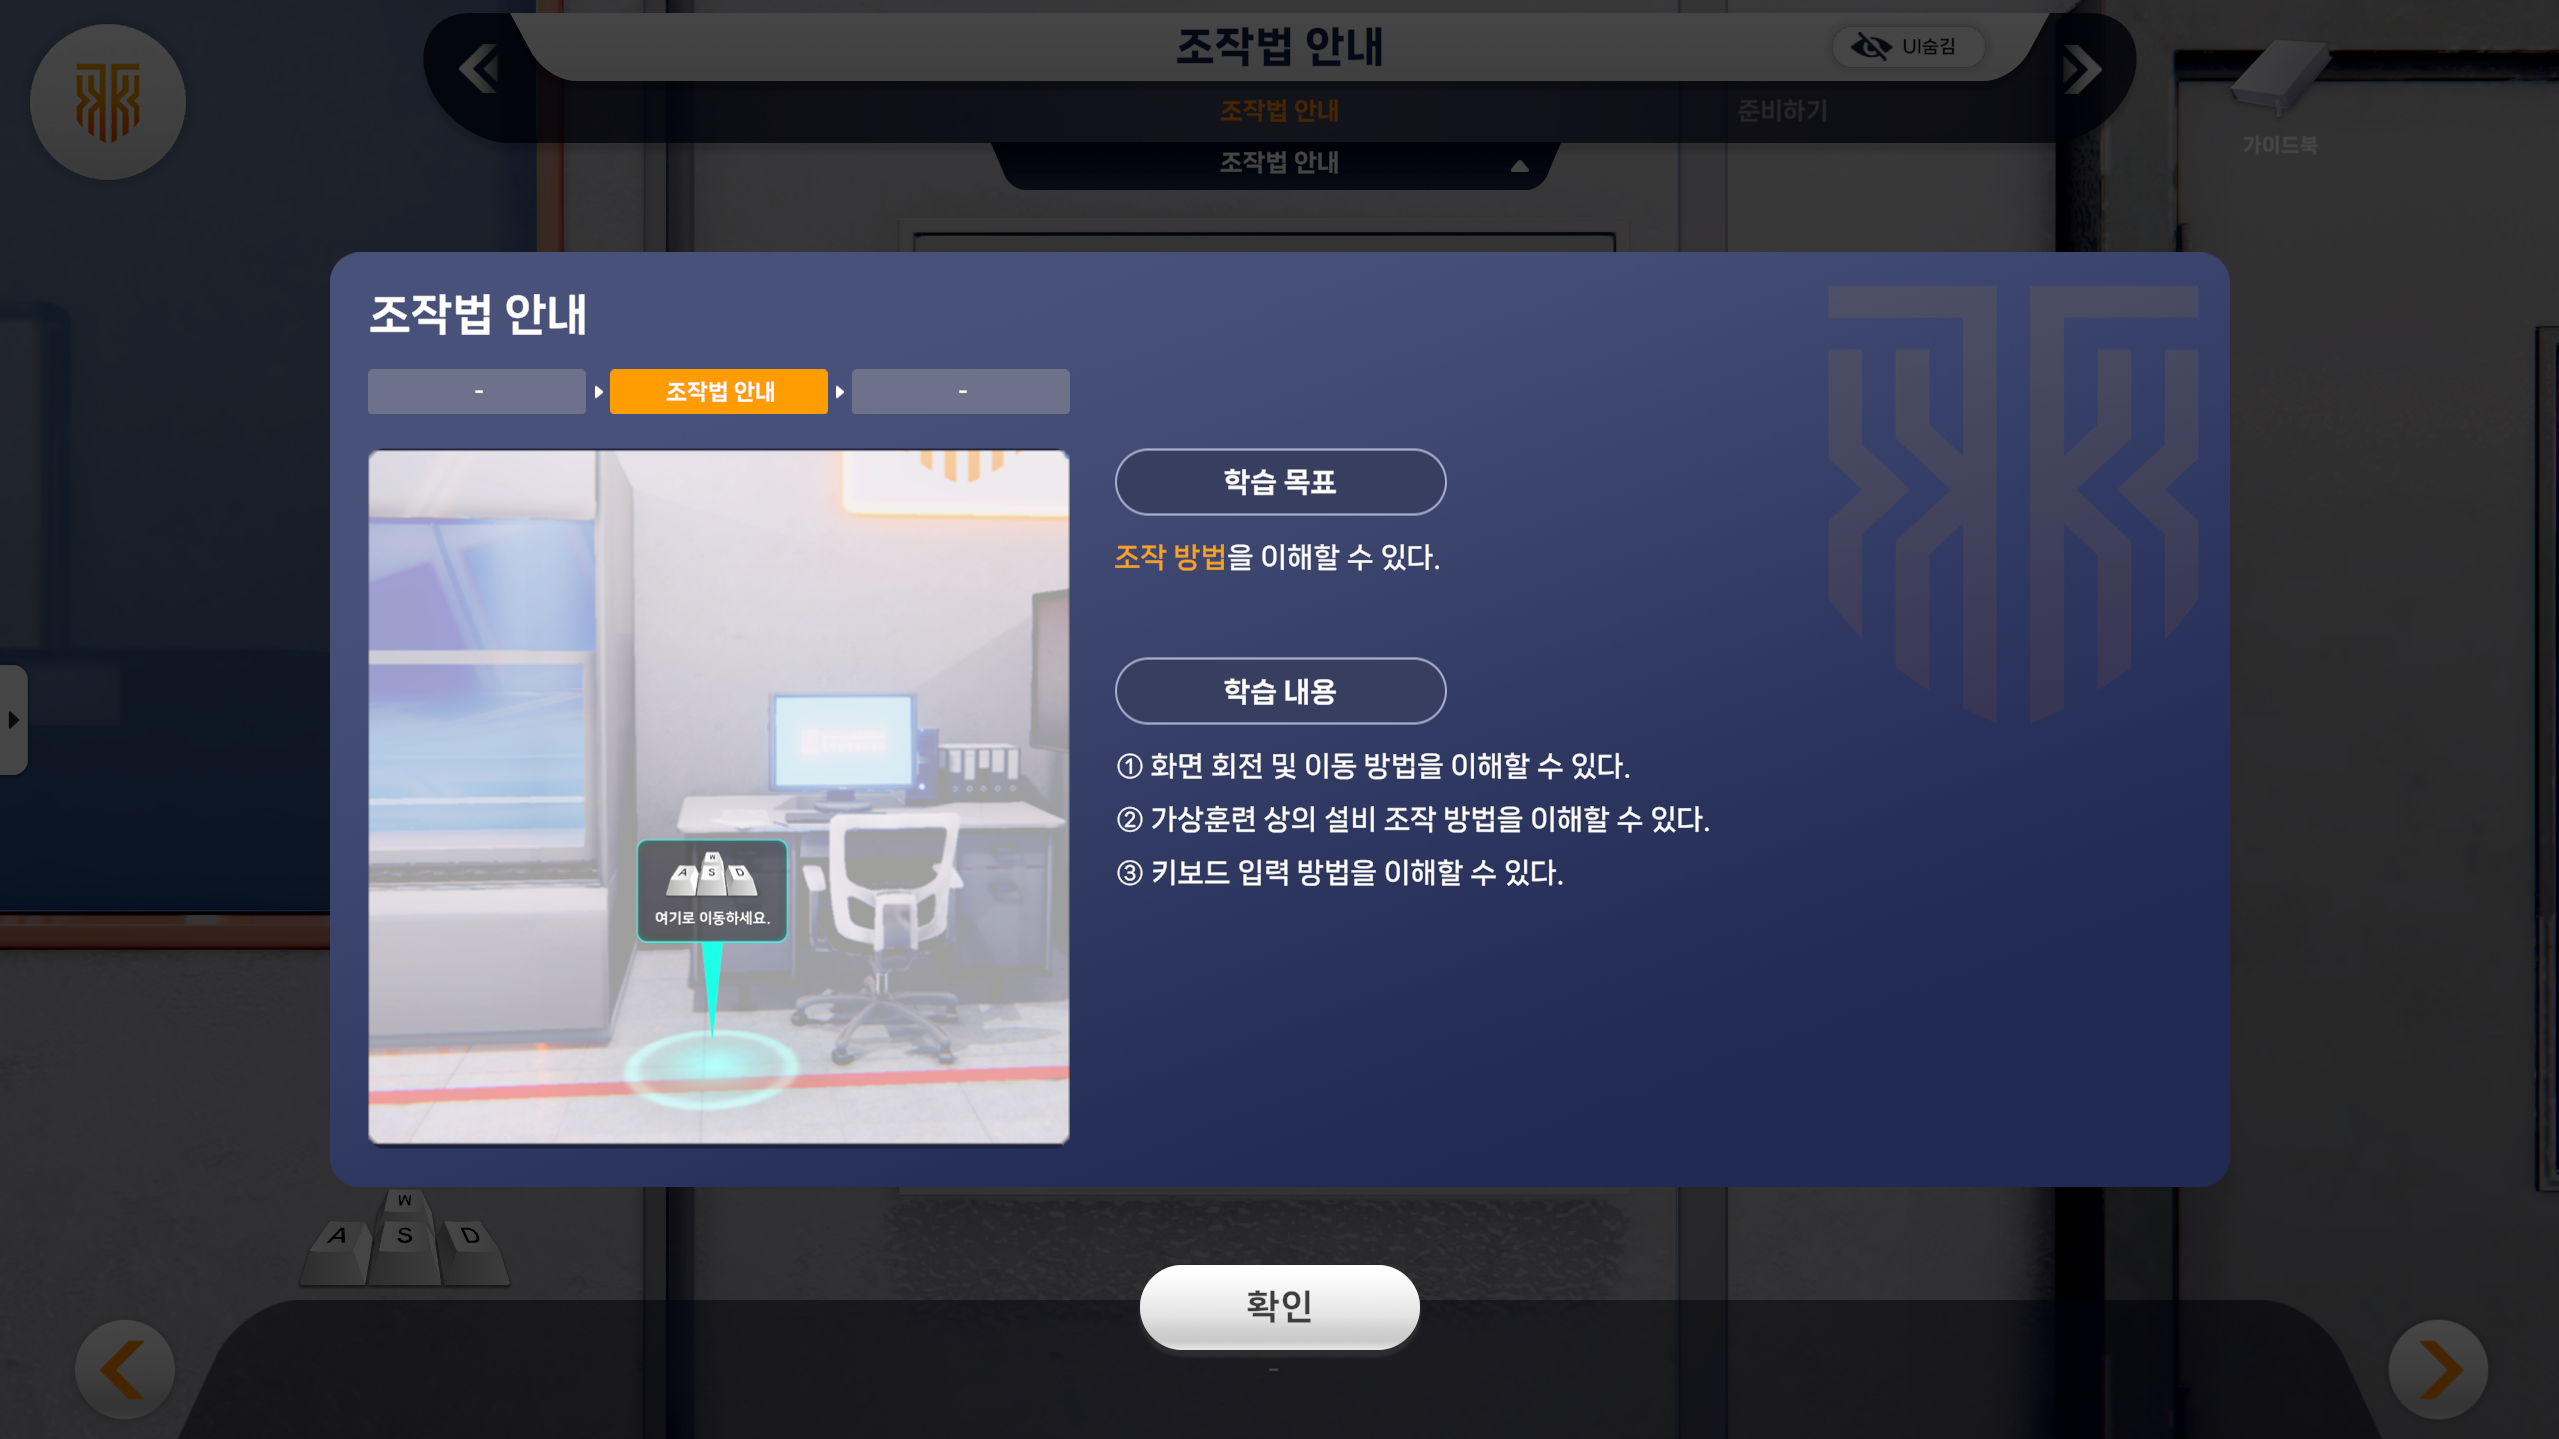 조작법 안내
UI숨김
조작법 안내
준비하기
조작법 안내
가이드북
조작법 안내
-
조작법 안내
-
학습 목표
조작 방법을 이해할 수 있다.
학습 내용
① 화면 회전 및 이동 방법을 이해할 수 있다.
② 가상훈련 상의 설비 조작 방법을 이해할 수 있다.
③ 키보드 입력 방법을 이해할 수 있다.
W
A S D
여기로 이동하세요.
W
A S D
확인
-